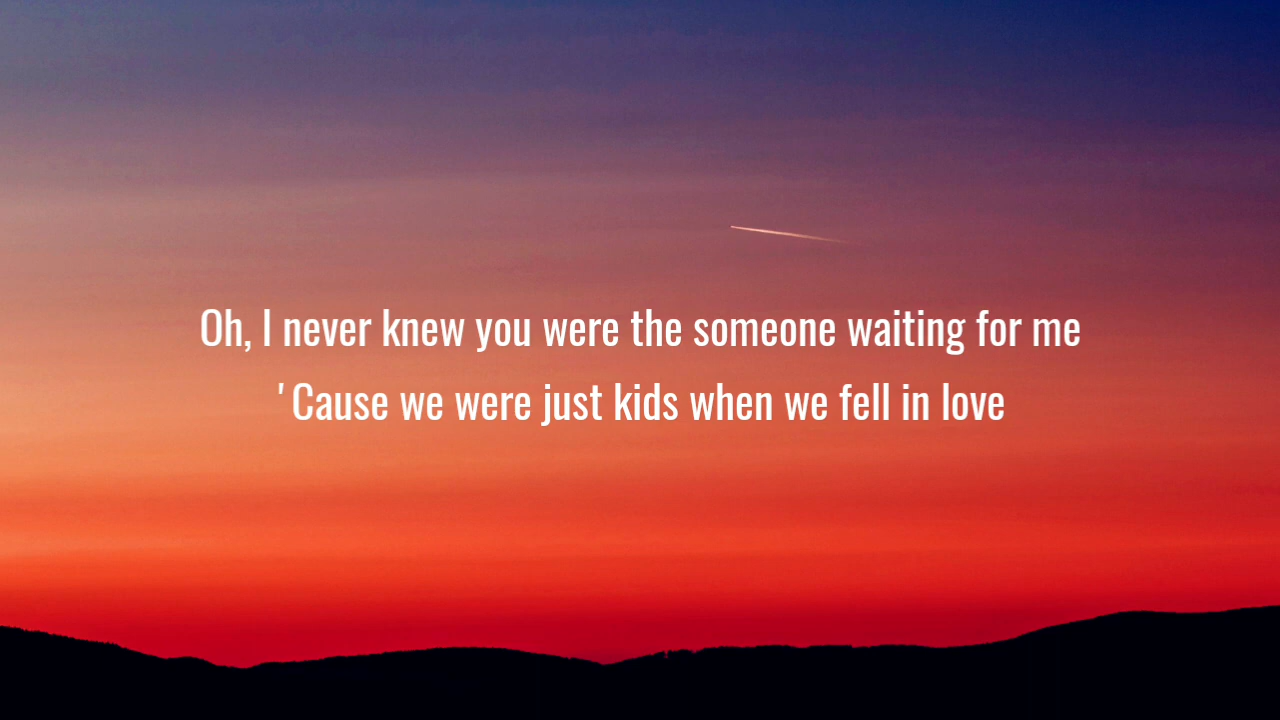 Oh, I never knew you were the someone waiting for me
'Cause we were just kids when we fell in love